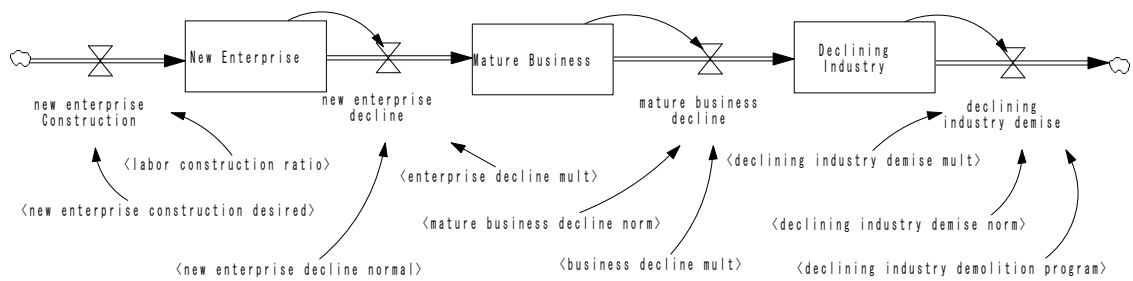 New Enterprise
Mature Business
Declining
Industry
new enterprise
Construction
new enterprise
decline
mature business
decline
declining
industry demise
<labor construction ratio>
<new enterprise construction desired>
<enterprise decline mult>
<new enterprise decline normal>
<mature business decline norm>
<business decline mult>
<declining industry demise mult>
<declining industry demise norm>
<declining industry demolition program>